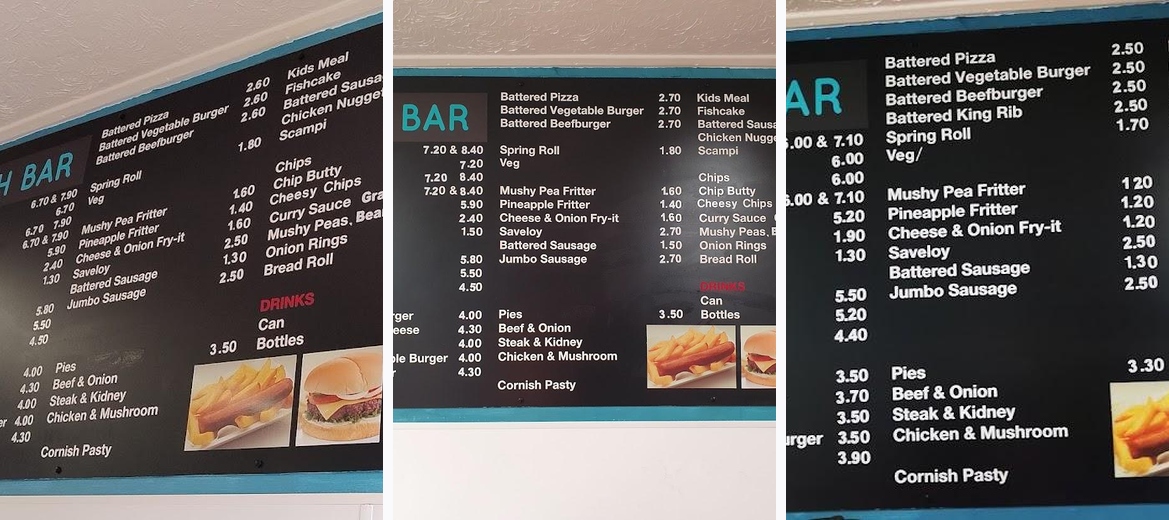 H BAR
Battered Pizza 2.60
Battered Vegetable Burger 2.60
Battered Beefburger 2.60
6.70 & 7.90 Spring Roll 1.80
6.70 Veg
6.70 7.90
6.70 & 7.90 Mushy Pea Fritter 1.60
5.90 Pineapple Fritter 1.40
2.40 Cheese & Onion Fry-it 1.60
1.30 Saveloy 2.50
Battered Sausage 1.30
5.80 Jumbo Sausage 2.50
5.50
4.50
4.00 Pies 3.50
4.30 Beef & Onion
4.00 Steak & Kidney
4.00 Chicken & Mushroom
4.30
Cornish Pasty
Kids Meal
Fishcake
Battered
Chicken
Scampi
Chips
Chip Butty
Cheesy Chips
Curry Sauce
Mushy Peas,
Onion Rings
Bread Roll
DRINKS
Can
Bottles
BAR
Battered Pizza 2.70
Battered Vegetable Burger 2.70
Battered Beefburger 2.70
7.20 & 8.40 Spring Roll 1.80
7.20 Veg
7.20 8.40
7.20 & 8.40 Mushy Pea Fritter 1.60
5.90 Pineapple Fritter 1.40
2.40 Cheese & Onion Fry-it 1.60
1.50 Saveloy 2.70
Battered Sausage 1.50
5.80 Jumbo Sausage 2.70
5.50
4.50
4.00 Pies 3.50
4.30 Beef & Onion
4.00 Steak & Kidney
Burger 4.00 Chicken & Mushroom
4.30
Cornish Pasty
Kids Meal
Fishcake
Battered
Chicken
Scampi
Chips
Chip Butty
Cheesy Chips
Curry Sauce
Mushy Peas,
Onion Rings
Bread Roll
DRINKS
Can
Bottles
AR
Battered Pizza 2.50
Battered Vegetable Burger 2.50
Battered Beefburger 2.50
Battered King Rib 2.50
6.00 & 7.10 Spring Roll 1.70
6.00 Veg/
6.00
6.00 & 7.10 Mushy Pea Fritter 1 20
5.20 Pineapple Fritter 1.20
1.90 Cheese & Onion Fry-it 1.20
1.30 Saveloy 2.50
Battered Sausage 1.30
5.50 Jumbo Sausage 2.50
5.20
4.40
3.50 Pies 3.30
3.70 Beef & Onion
3.50 Steak & Kidney
urger 3.50 Chicken & Mushroom
3.90
Cornish Pasty